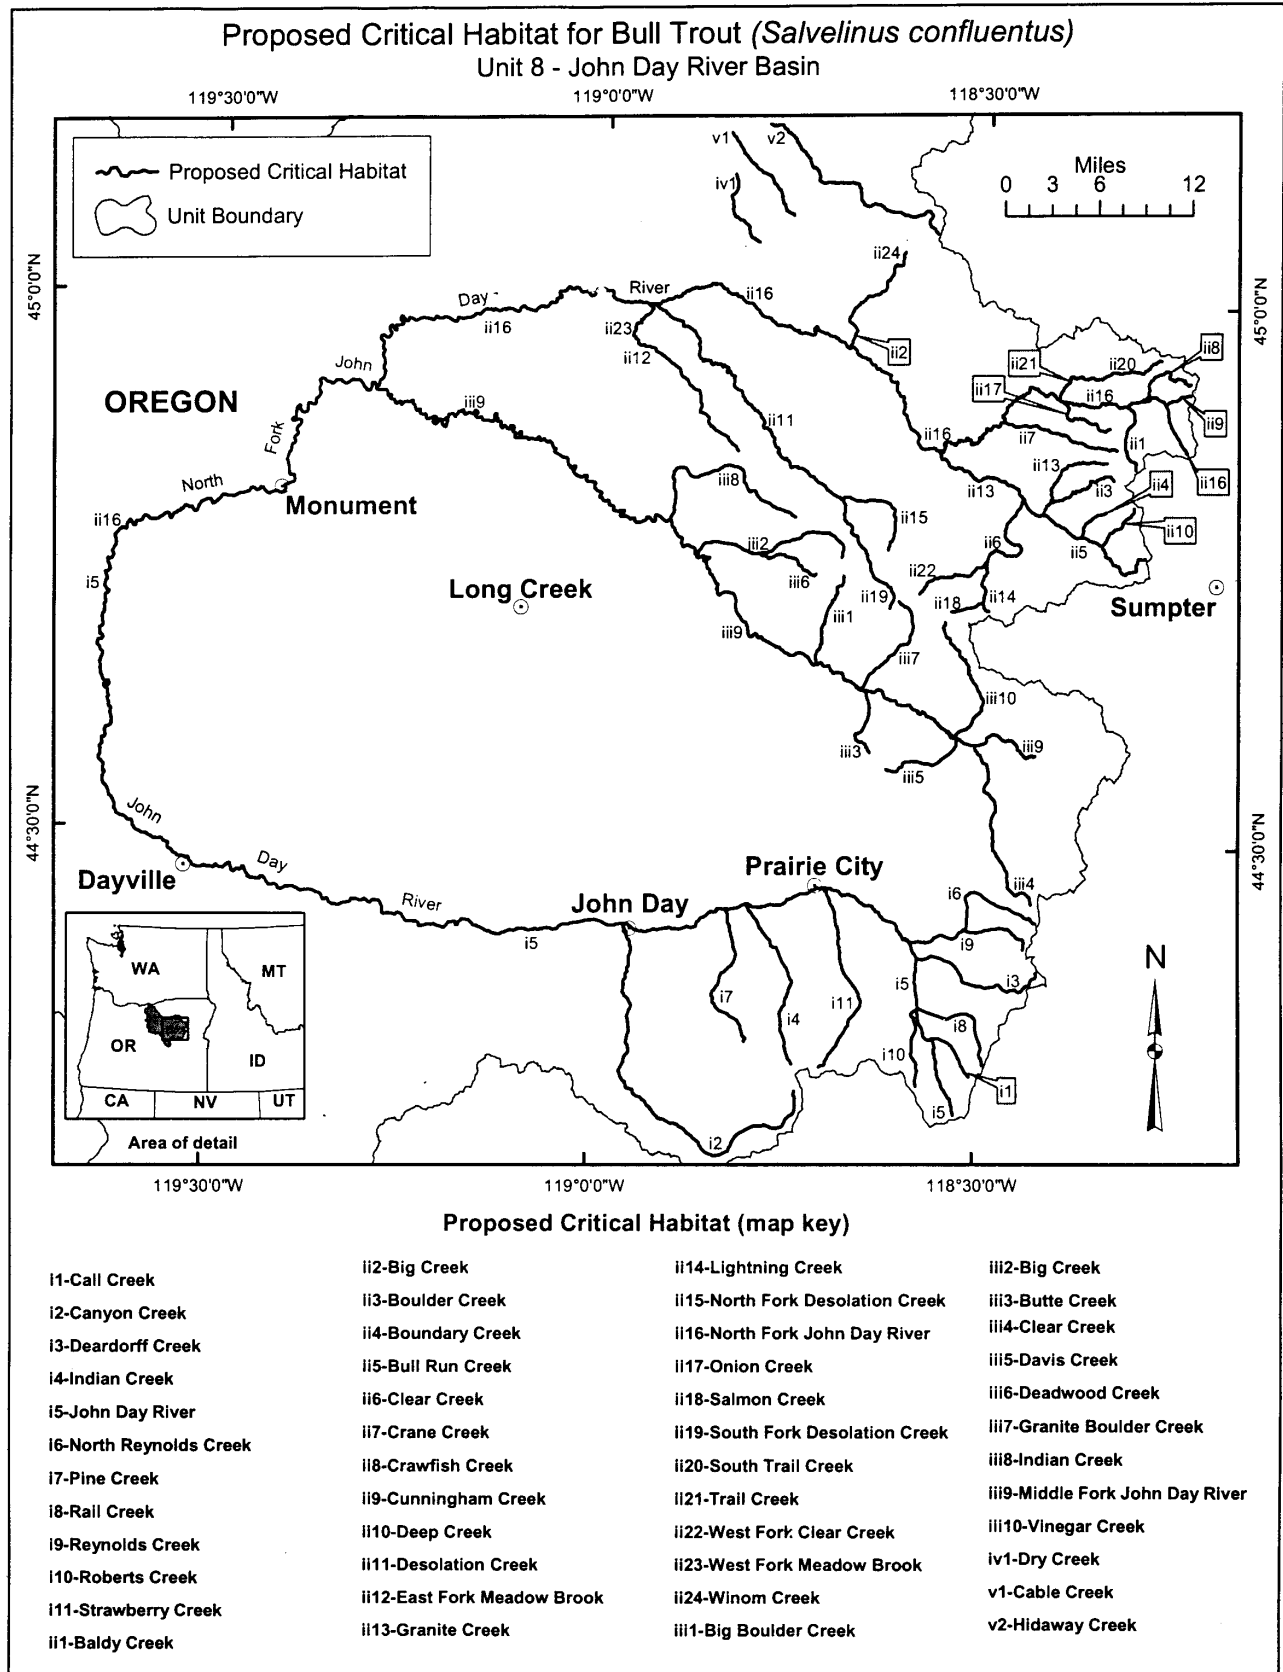 Proposed Critical Habitat for Bull Trout (Salvelinus confluentus)
Unit 8 - John Day River Basin
119°30'0"W
119°0'0"W
118°30'0"W
Proposed Critical Habitat
Unit Boundary
Miles
0 3 6 12
v1
v2
iv1
ii24
45°0'0"N
45°0'0"N
Day
River
ii16
ii16
ii23
ii12
ii2
ii21
ii20
ii8
John
ii17
ii16
ii9
OREGON
iii9
ii11
ii16
ii7
ii1
Fork
ii13
ii13
ii3
ii4
ii16
North
iii8
Monument
ii16
ii15
ii10
iii2
ii6
ii5
i5
iii6
ii22
Long Creek
iii1
ii19
ii18
ii14
Sumpter
iii9
iii7
iii10
iii3
iii9
iii5
John
44°30'0"N
44°30'0"N
Day
Dayville
Prairie City
River
John Day
iii4
i6
i5
i9
i7
i4
i11
i5
i3
i8
i10
i1
i5
i2
N
WA
MT
OR
ID
CA
NV
UT
Area of detail
119°30'0"W
119°0'0"W
118°30'0"W
Proposed Critical Habitat (map key)
i1-Call Creek
i2-Canyon Creek
i3-Deardorff Creek
i4-Indian Creek
i5-John Day River
i6-North Reynolds Creek
i7-Pine Creek
i8-Rail Creek
i9-Reynolds Creek
i10-Roberts Creek
i11-Strawberry Creek
ii1-Baldy Creek
ii2-Big Creek
ii3-Boulder Creek
ii4-Boundary Creek
ii5-Bull Run Creek
ii6-Clear Creek
ii7-Crane Creek
ii8-Crawfish Creek
ii9-Cunningham Creek
ii10-Deep Creek
ii11-Desolation Creek
ii12-East Fork Meadow Brook
ii13-Granite Creek
ii14-Lightning Creek
ii15-North Fork Desolation Creek
ii16-North Fork John Day River
ii17-Onion Creek
ii18-Salmon Creek
ii19-South Fork Desolation Creek
ii20-South Trail Creek
ii21-Trail Creek
ii22-West Fork Clear Creek
ii23-West Fork Meadow Brook
ii24-Winom Creek
iii1-Big Boulder Creek
iii2-Big Creek
iii3-Butte Creek
iii4-Clear Creek
iii5-Davis Creek
iii6-Deadwood Creek
iii7-Granite Boulder Creek
iii8-Indian Creek
iii9-Middle Fork John Day River
iii10-Vinegar Creek
iv1-Dry Creek
v1-Cable Creek
v2-Hidaway Creek